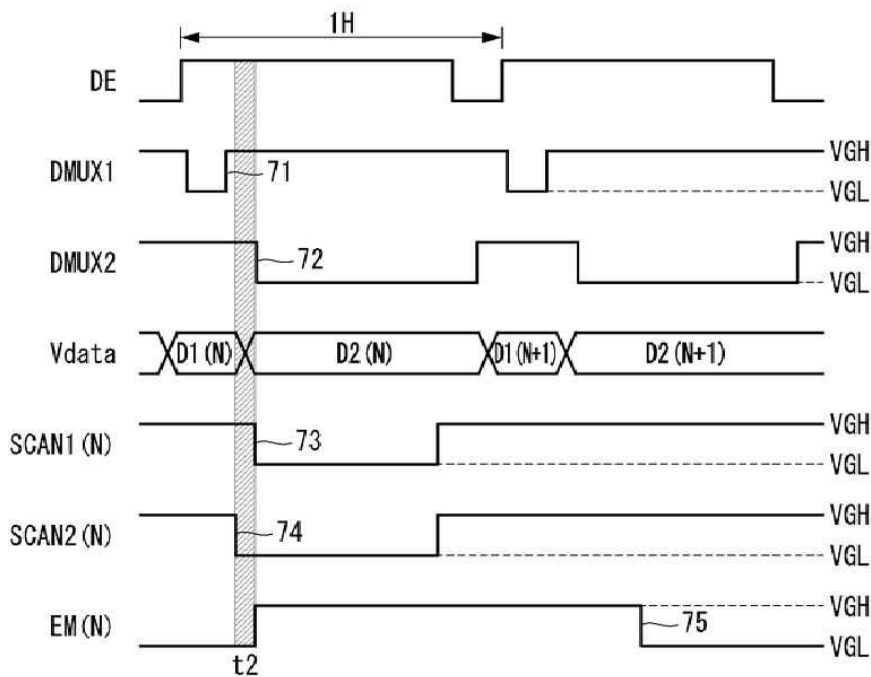 1H
DE
DMUX1 71 VGH
VGL
DMUX2 72 VGH
VGL
Vdata D1(N) D2(N) D1(N+1) D2(N+1)
SCAN1(N) 73 VGH
VGL
SCAN2(N) 74 VGH
VGL
EM(N) 75 VGH
VGL
t2